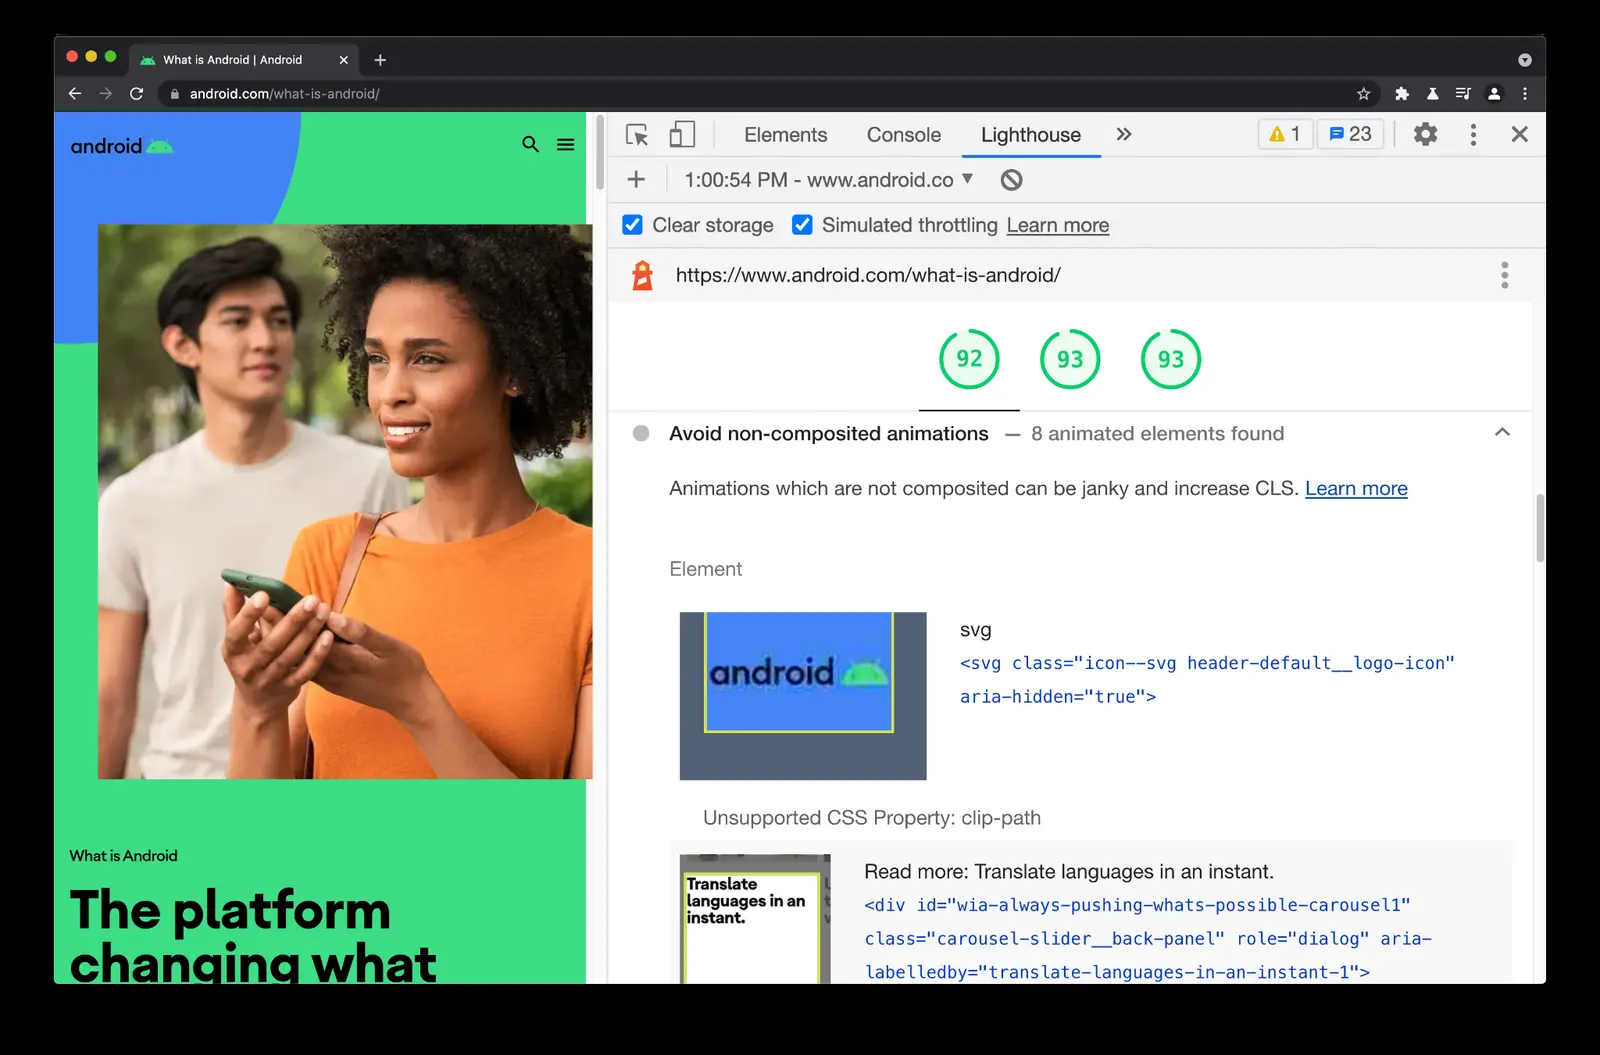 What is Android | Android
android.com/what-is-android/
android
What is Android
The platform
changing what
Elements Console Lighthouse 1 23
1:00:54 PM - www.android.co
Clear storage Simulated throttling Learn more
https://www.android.com/what-is-android/
92 93 93
Avoid non-composited animations — 8 animated elements found
Animations which are not composited can be janky and increase CLS. Learn more
Element
android
svg
<svg class="icon--svg header-default__logo-icon"
aria-hidden="true">
Unsupported CSS Property: clip-path
Translate
languages in an
instant.
Read more: Translate languages in an instant.
<div id="wia-always-pushing-whats-possible-carousel1"
class="carousel-slider__back-panel" role="dialog" aria-
labelledby="translate-languages-in-an-instant-1">